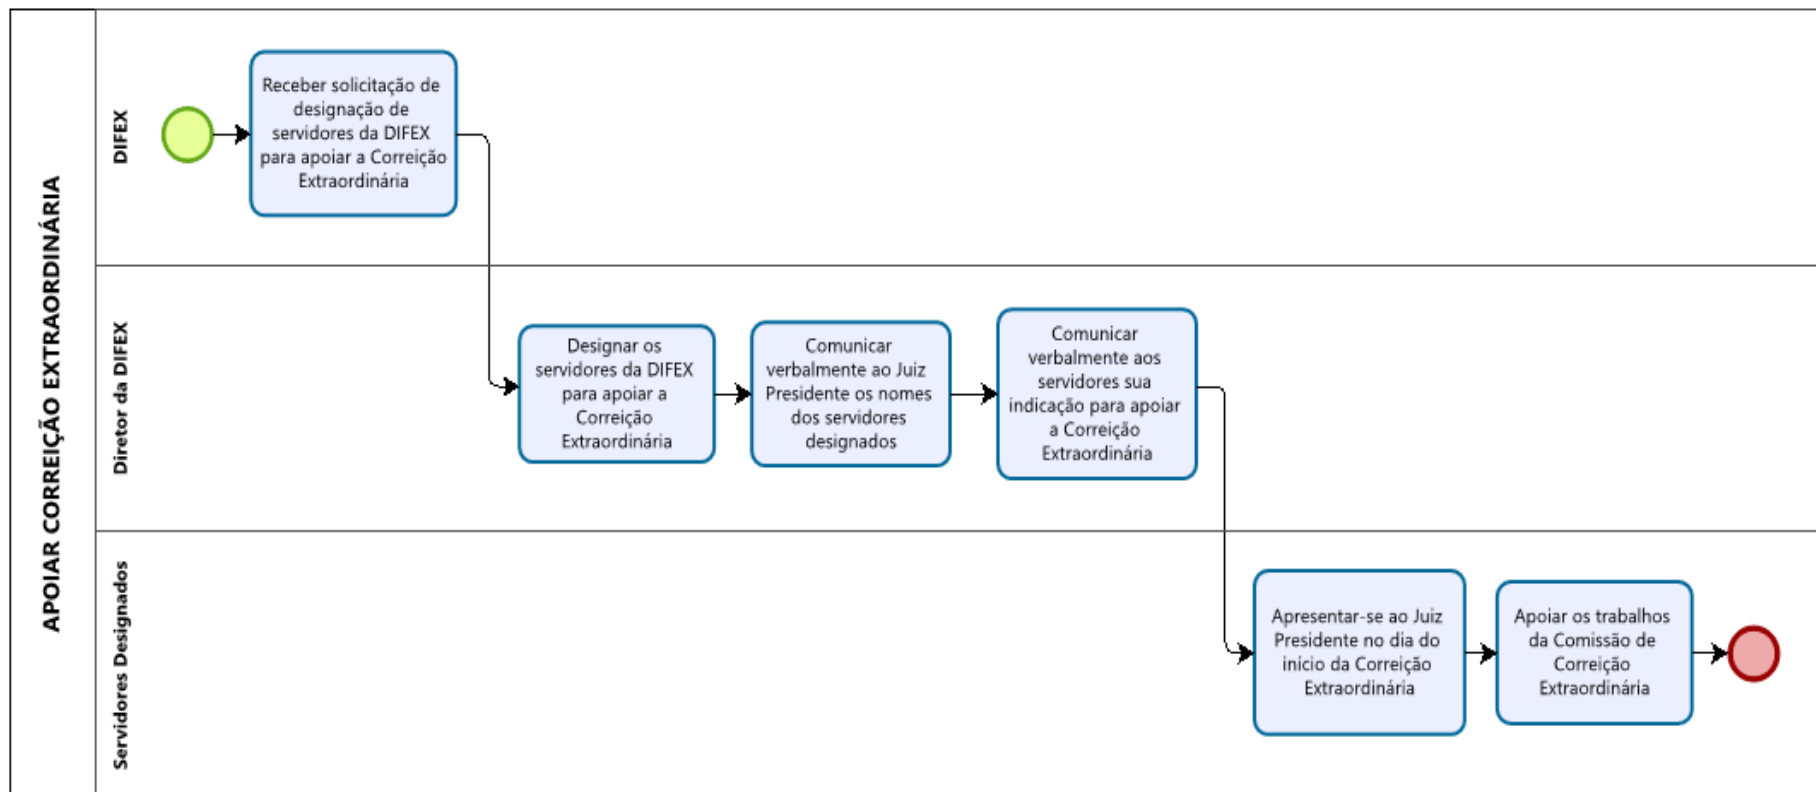 APOIAR CORREIÇÃO EXTRAORDINÁRIA
DIFEX
Receber solicitação de
designação de
servidores da DIFEX
para apoiar a Correição
Extraordinária
Diretor da DIFEX
Designar os
servidores da DIFEX
para apoiar a
Correição
Extraordinária
Comunicar
verbalmente ao Juiz
Presidente os nomes
dos servidores
designados
Comunicar
verbalmente aos
servidores sua
indicação para apoiar
a Correição
Extraordinária
Servidores Designados
Apresentar-se ao Juiz
Presidente no dia do
início da Correição
Extraordinária
Apoiar os trabalhos
da Comissão de
Correição
Extraordinária